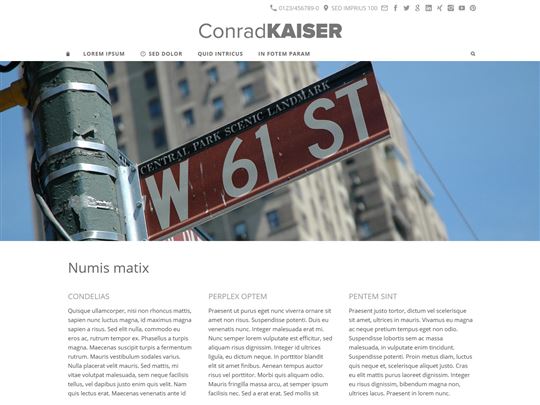 0123/456789-0 SEO IMPRIUS 100
ConradKAISER
LOREM IPSUM SED DOLOR QUID INTRICUS IN FOTEM PARAM
CENTRAL PARK SCENIC LANDMARK
W 61 ST
Numis matix
CONDELIAS
Quisque ullamcorper, nisi non rhoncus mattis,
sapien nunc luctus magna, id maximus magna
sapien a risus. Sed elit nulla, commodo eu
eros ac, rutrum tempor ex. Phasellus a turpis
magna. Maecenas suscipit turpis a fermentum
rutrum. Mauris vestibulum sodales varius.
Nulla placerat velit mauris. Sed mattis, mi
vitae volutpat malesuada, sem neque facilisis
tellus, vel dapibus justo enim quis velit. Nam
quis lectus erat. Maecenas venenatis ante id
PERPLEX OPTEM
Praesent ut purus eget nunc viverra ornare sit
amet non risus. Suspendisse potenti. Duis eu
venenatis nunc. Integer malesuada erat mi.
Nunc semper lorem vulputate est efficitur, sed
aliquam risus dignissim. Integer id ultrices
ligula, eu dictum neque. In porttitor blandit
elit sit amet finibus. Aenean tempus auctor
risus vel porttitor. Morbi quis aliquam odio.
Mauris fringilla massa arcu, at semper ipsum
facilisis nec. Sed a erat erat. Sed mollis sit
PENTEM SINT
Praesent justo tortor, dictum vel scelerisque
sit amet, ultrices in mauris. Vivamus eu magna
ac neque pretium tempus eget non odio.
Suspendisse lobortis sem ac massa
malesuada, in vulputate enim tincidunt.
Suspendisse potenti. Proin metus diam, luctus
quis neque et, scelerisque aliquet justo. Cras
eu elit mattis quam dignissim laoreet. Integer
eu risus dignissim, bibendum magna non,
ultrices lacus. Praesent in lorem nunc.